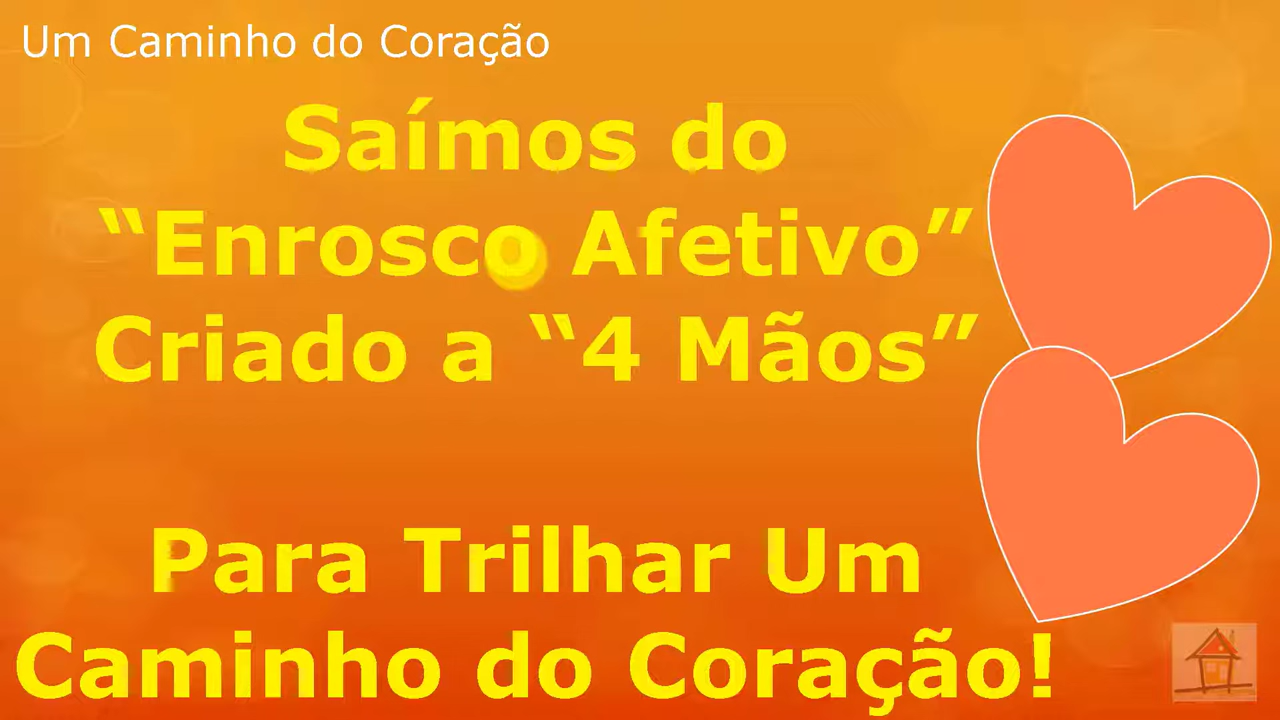 Um Caminho do Coração
Saímos do
“Enrosco Afetivo”
Criado a “4 Mãos”
Para Trilhar Um
Caminho do Coração!